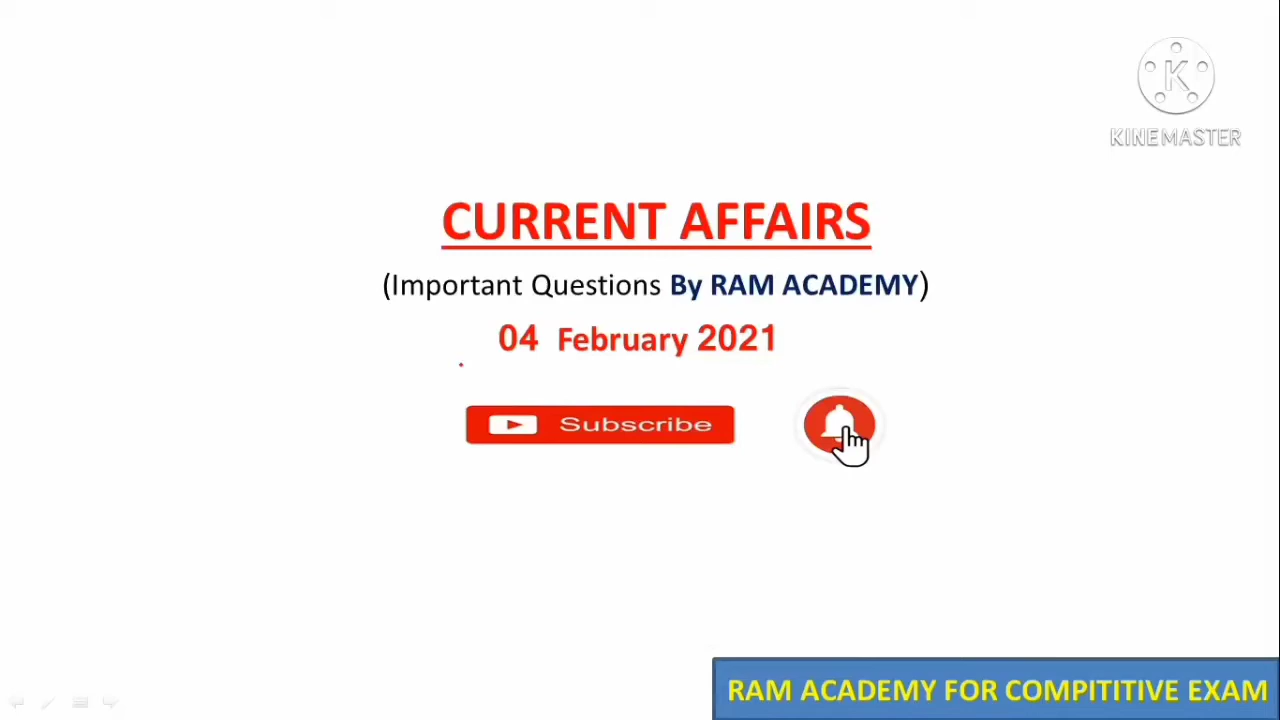 KINEMASTER
CURRENT AFFAIRS
(Important Questions By RAM ACADEMY)
04 February 2021
Subscribe
RAM ACADEMY FOR COMPITITIVE EXAM